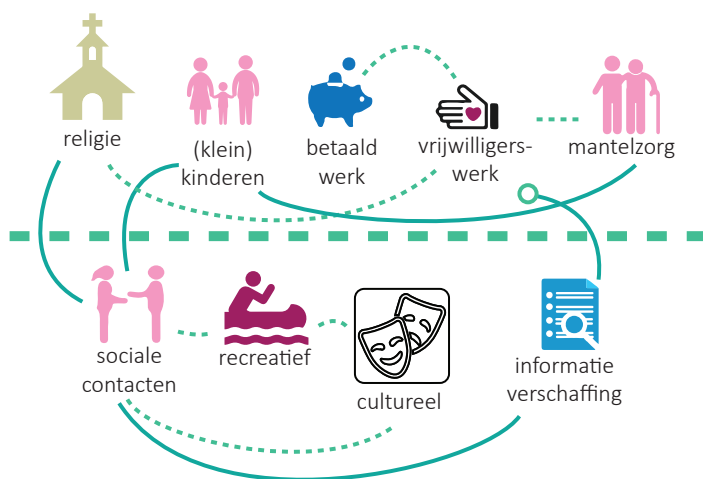 religie
(klein)
kinderen
betaald
werk
vrijwilligers-
werk
mantelzorg
sociale
contacten
recreatief
cultureel
informatie
verschaffing